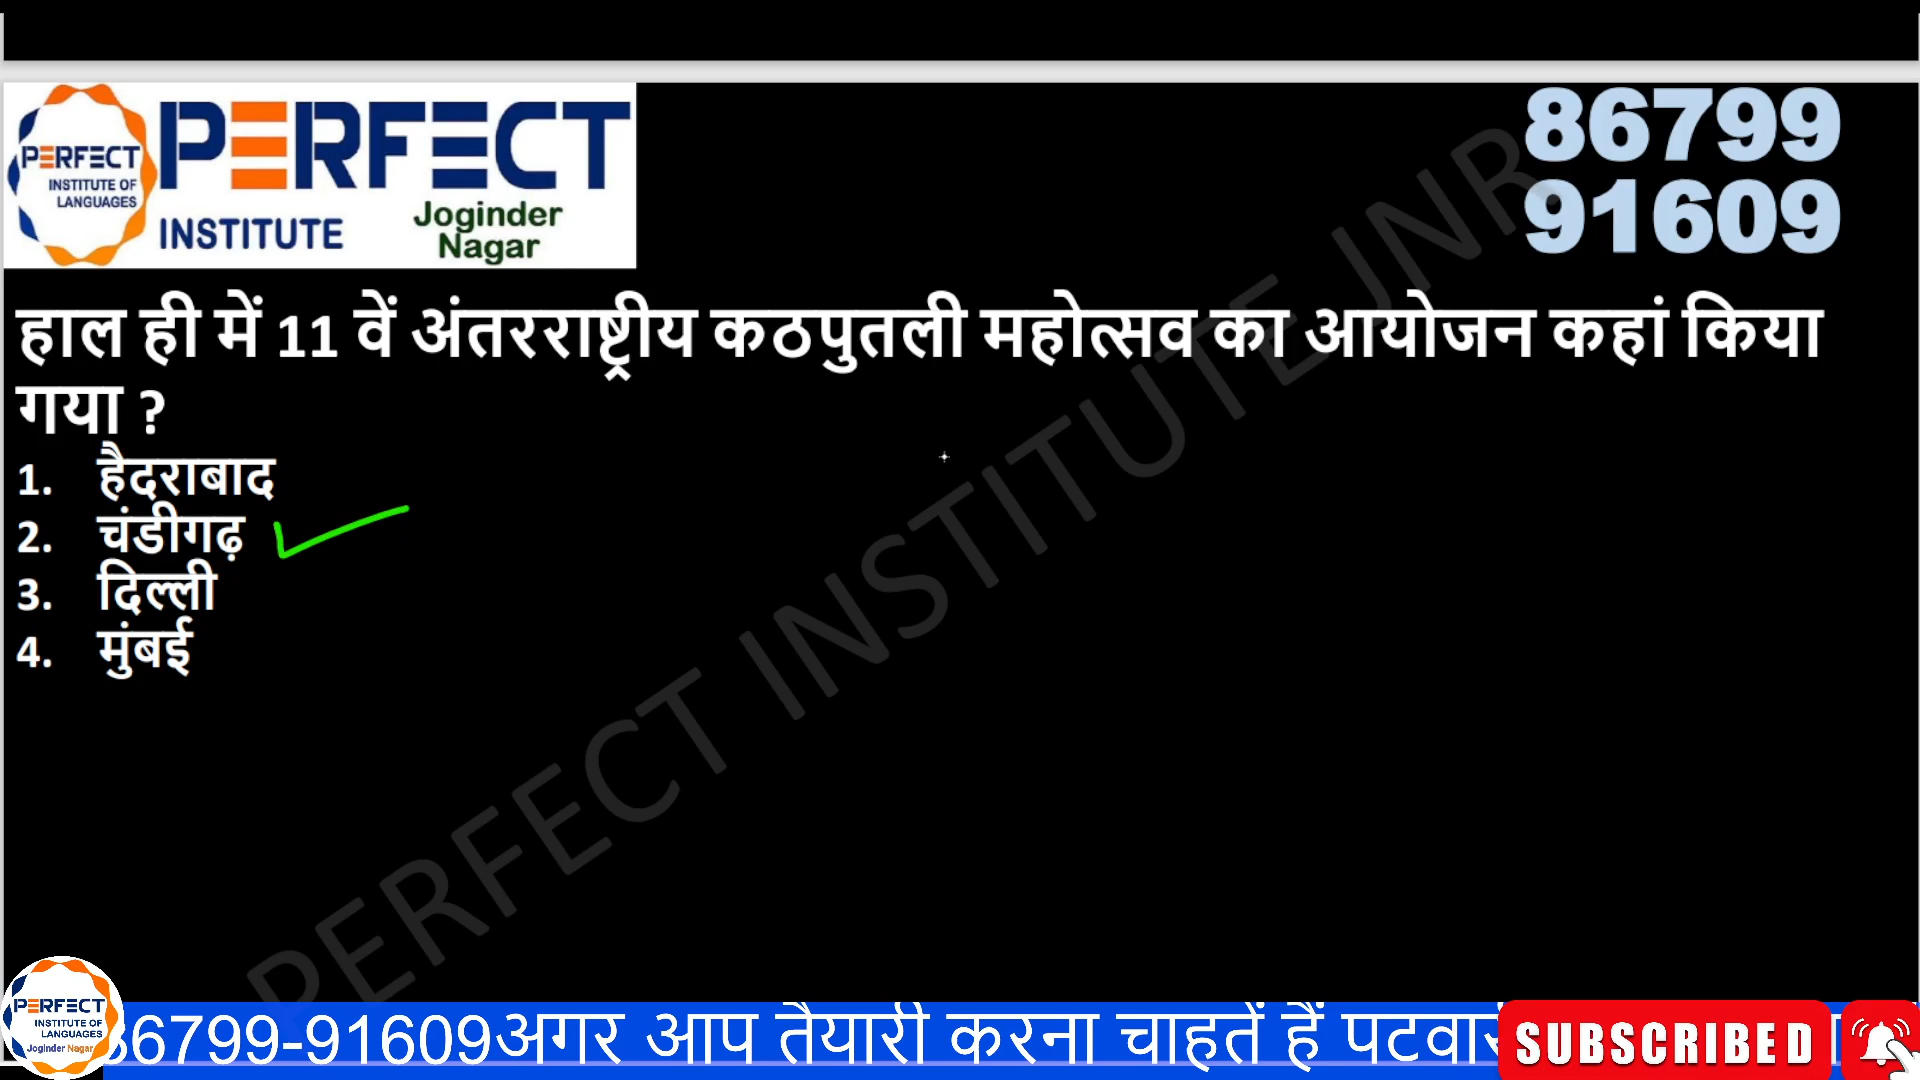 PERFECT
INSTITUTE OF
LANGUAGES
PERFECT
INSTITUTE
Joginder
Nagar
86799
91609
हाल ही में 11 वें अंतरराष्ट्रीय कठपुतली महोत्सव का आयोजन कहां किया
गया ?
1. हैदराबाद
2. चंडीगढ़
3. दिल्ली
4. मुंबई
PERFECT INSTITUTE JNR
PERFECT
INSTITUTE OF
LANGUAGES
Joginder Nagar
86799-91609अगर आप तैयारी करना चाहतें हैं
SUBSCRIBED